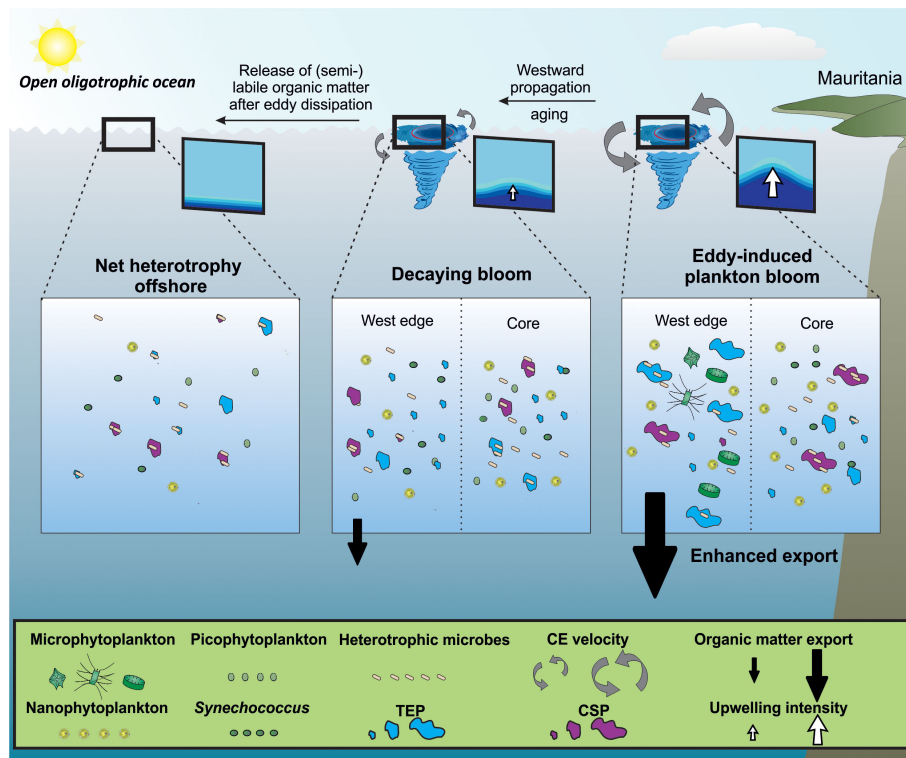 Open oligotrophic ocean
Release of (semi-)
labile organic matter
after eddy dissipation
Westward
propagation
aging
Mauritania
Net heterotrophy
offshore
Decaying bloom
Eddy-induced
plankton bloom
West edge
Core
West edge
Core
Enhanced export
Microphytoplankton
Picophytoplankton
Heterotrophic microbes
CE velocity
Organic matter export
Nanophytoplankton
Synechococcus
TEP
CSP
Upwelling intensity